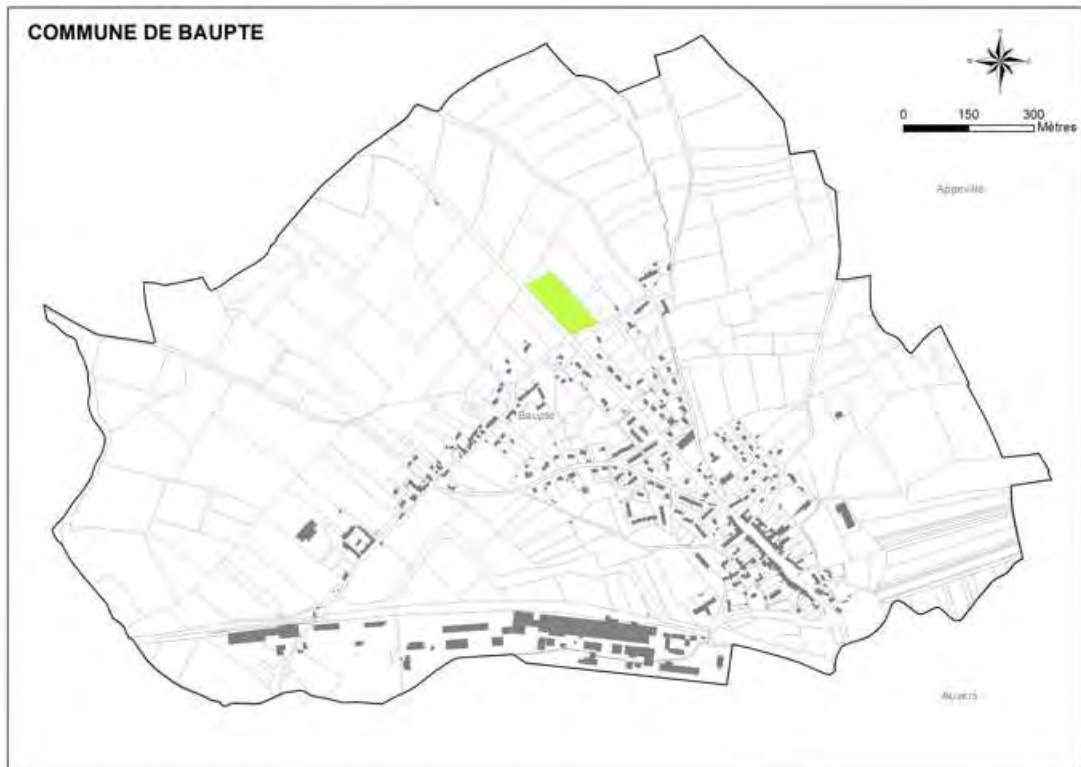 COMMUNE DE BAUPTE
0 150 300
Mètres
Appeville
Baupte
Auvers